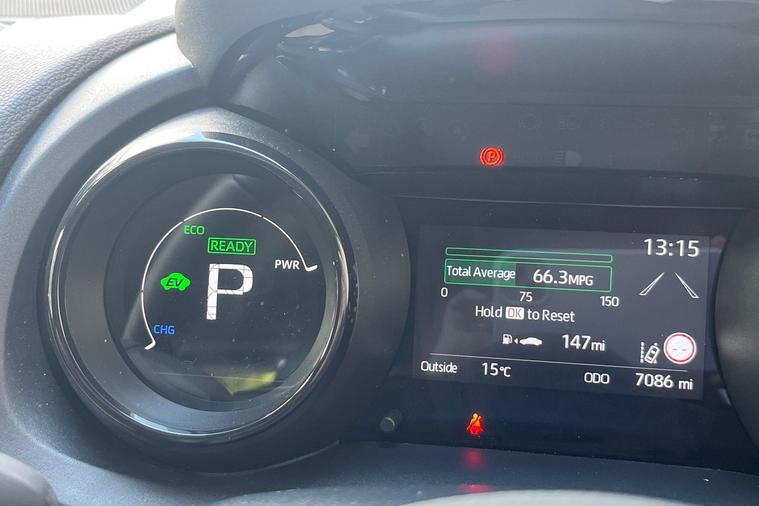 ECO
READY
PWR
EV
P
CHG
P
13:15
Total Average 66.3MPG
0 75 150
Hold OK to Reset
147mi
Outside 15°C ODO 7086 mi